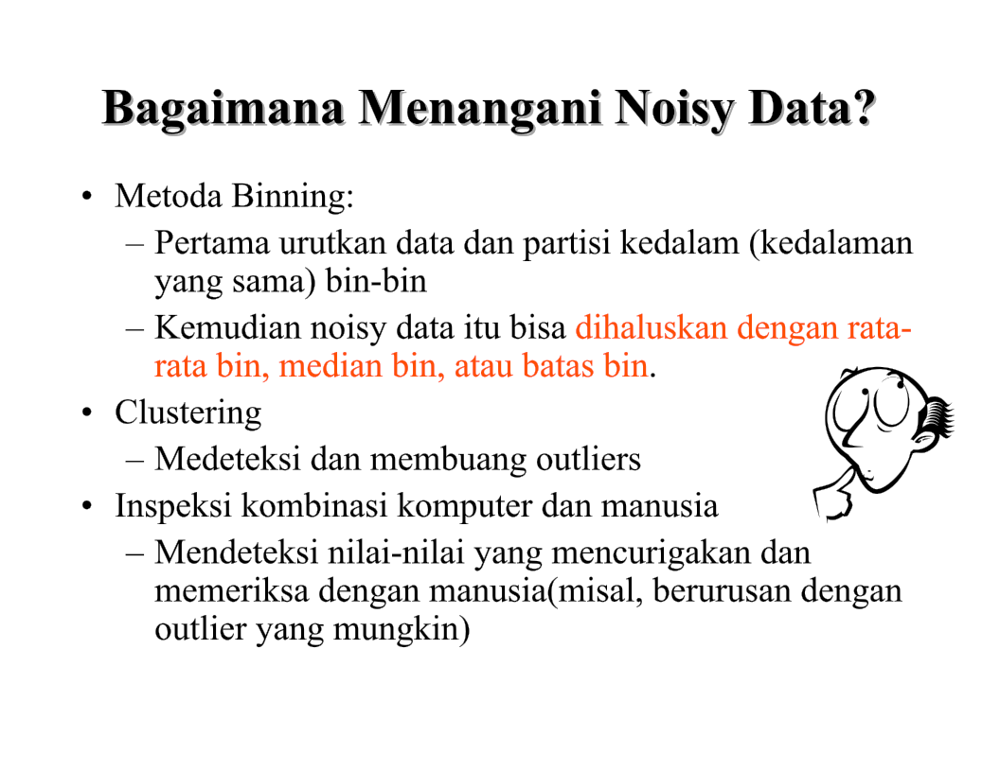 Bagaimana Menangani Noisy Data?
• Metoda Binning:
– Pertama urutkan data dan partisi kedalam (kedalaman
yang sama) bin-bin
– Kemudian noisy data itu bisa dihaluskan dengan rata-
rata bin, median bin, atau batas bin.
• Clustering
– Medeteksi dan membuang outliers
• Inspeksi kombinasi komputer dan manusia
– Mendeteksi nilai-nilai yang mencurigakan dan
memeriksa dengan manusia(misal, berurusan dengan
outlier yang mungkin)